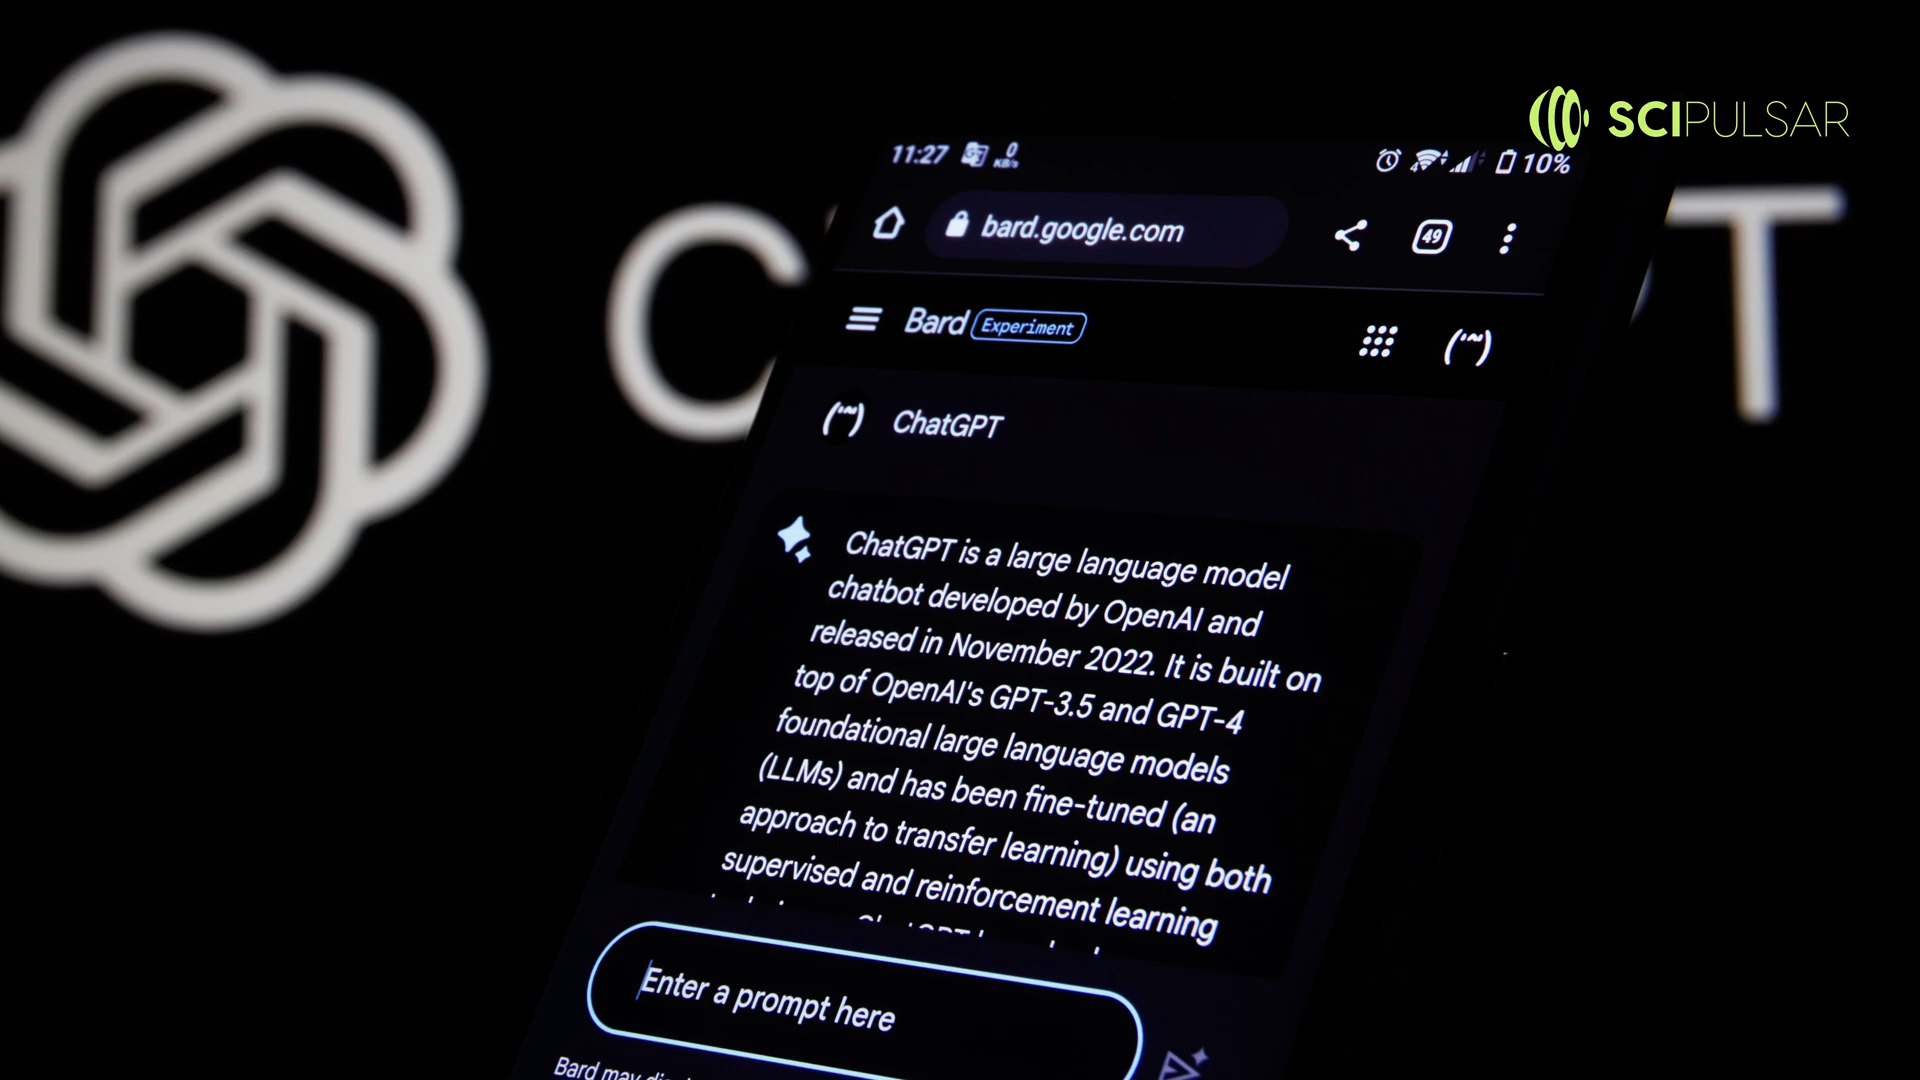 SCIPULSAR
11:27 0 KB/s 10%
bard.google.com 49
C T
Bard Experiment
ChatGPT
ChatGPT is a large language model
chatbot developed by OpenAI and
released in November 2022. It is built on
top of OpenAI's GPT-3.5 and GPT-4
foundational large language models
(LLMs) and has been fine-tuned (an
approach to transfer learning) using both
supervised and reinforcement learning
Enter a prompt here
Bard may